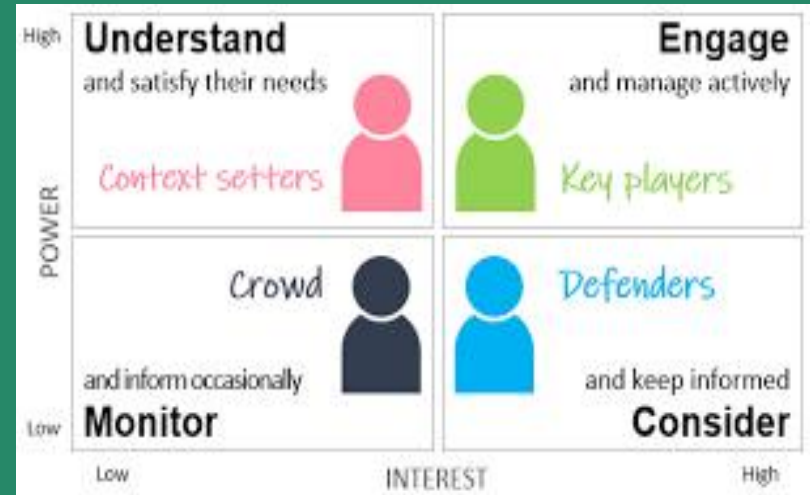 High
Understand
and satisfy their needs
Context setters
Engage
and manage actively
Key players
POWER
Crowd
and inform occasionally
Monitor
Defenders
and keep informed
Consider
Low
Low
INTEREST
High